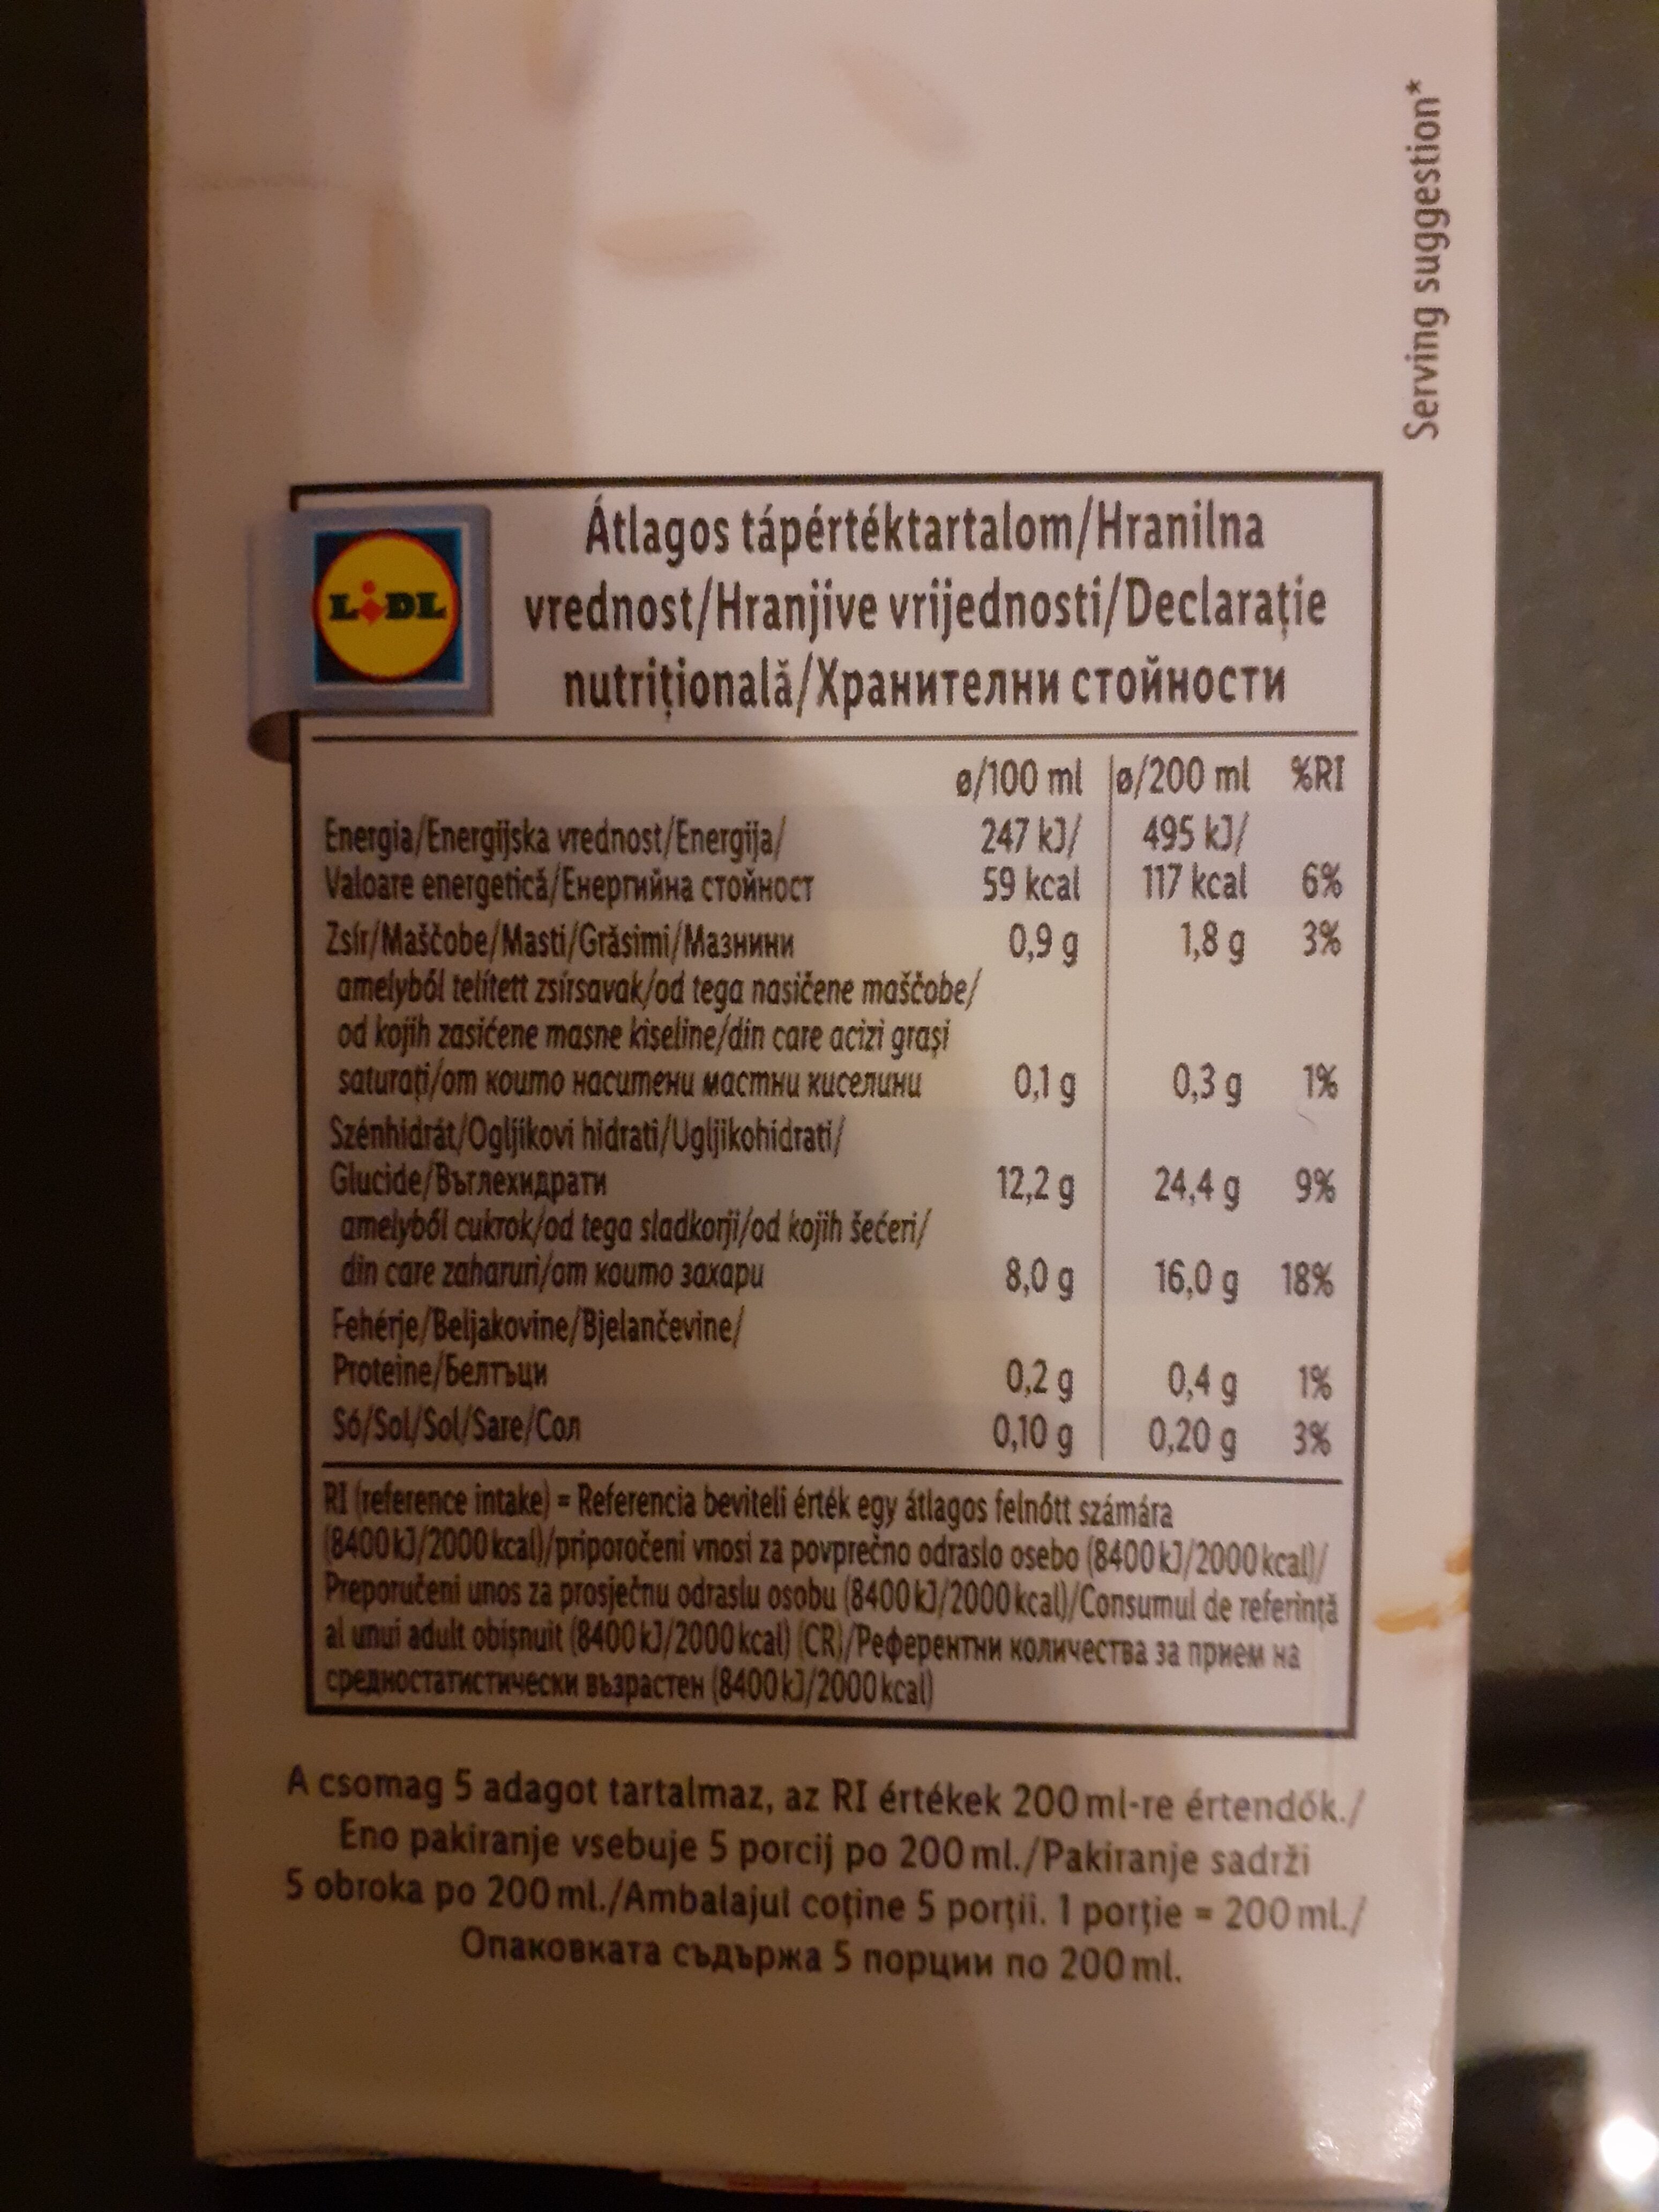 Serving suggestion*
LIDL
Átlagos tápértéktartalom/Hranilna
vrednost/Hranjive vrijednosti/Declarație
nutrițională/Хранителни стойности
ø/100 ml ø/200 ml %RI
Energia/Energijska vrednost/Energija/ 247 kJ/ 495 kJ/
Valoare energetică/Енергийна стойност 59 kcal 117 kcal 6%
Zsír/Maščobe/Masti/Grăsimi/Мазнини 0,9 g 1,8 g 3%
amelyből telített zsírsavak/od tega nasičene maščobe/
od kojih zasićene masne kiseline/din care acizi grași
saturați/от които наситени мастни киселини 0,1 g 0,3 g 1%
Szénhidrát/Ogljikovi hidrati/Ugljikohidrati/
Glucide/Въглехидрати 12,2 g 24,4 g 9%
amelyből cukrok/od tega sladkorji/od kojih šećeri/
din care zaharuri/от които захари 8,0 g 16,0 g 18%
Fehérje/Beljakovine/Bjelančevine/
Proteine/Белтъци 0,2 g 0,4 g 1%
Só/Sol/Sol/Sare/Сол 0,10 g 0,20 g 3%
RI (reference intake) = Referencia beviteli érték egy átlagos felnőtt számára
(8400 kJ/2000 kcal)/priporočeni vnosi za povprečno odraslo osebo (8400 kJ/2000 kcal)/
Preporučeni unos za prosječnu odraslu osobu (8400 kJ/2000 kcal)/Consumul de referință
al unui adult obișnuit (8400 kJ/2000 kcal) (CR)/Референтни количества за прием на
средностатистически възрастен (8400 kJ/2000 kcal)
A csomag 5 adagot tartalmaz, az RI értékek 200 ml-re értendők./
Eno pakiranje vsebuje 5 porcij po 200 ml./Pakiranje sadrži
5 obroka po 200 ml./Ambalajul coține 5 porții. 1 porție = 200 ml./
Опаковката съдържа 5 порции по 200 ml.